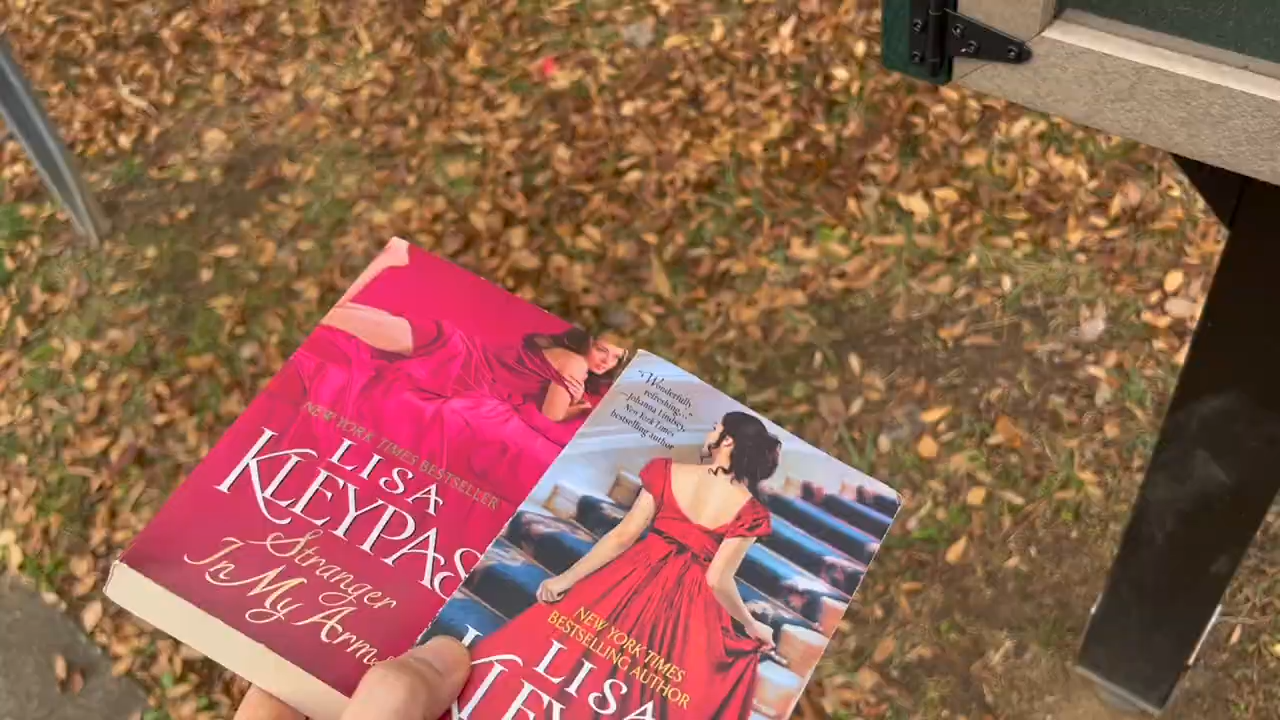 NEW YORK TIMES BESTSELLER
LISA
KLEYPAS
Stranger
In My Arms
"Wonderfully
refreshing..."
—Johanna Lindsey,
New York Times
bestselling author
NEW YORK TIMES
BESTSELLING AUTHOR
LISA
KLEY